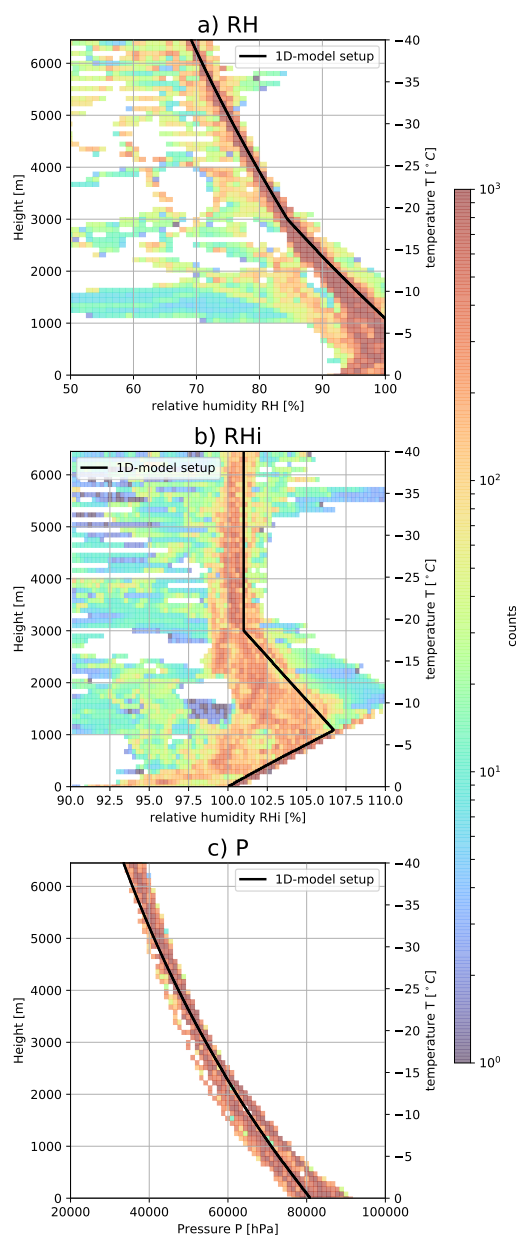 a) RH
1D-model setup
6000
5000
4000
3000
2000
1000
0
Height [m]
−40
−35
−30
−25
−20
−15
−10
−5
0
temperature T [°C]
50 60 70 80 90 100
relative humidity RH [%]
b) RHi
1D-model setup
6000
5000
4000
3000
2000
1000
0
Height [m]
−40
−35
−30
−25
−20
−15
−10
−5
0
temperature T [°C]
90.0 92.5 95.0 97.5 100.0 102.5 105.0 107.5 110.0
relative humidity RHi [%]
c) P
1D-model setup
6000
5000
4000
3000
2000
1000
0
Height [m]
−40
−35
−30
−25
−20
−15
−10
−5
0
temperature T [°C]
20000 40000 60000 80000 100000
Pressure P [hPa]
10³
10²
10¹
10⁰
counts